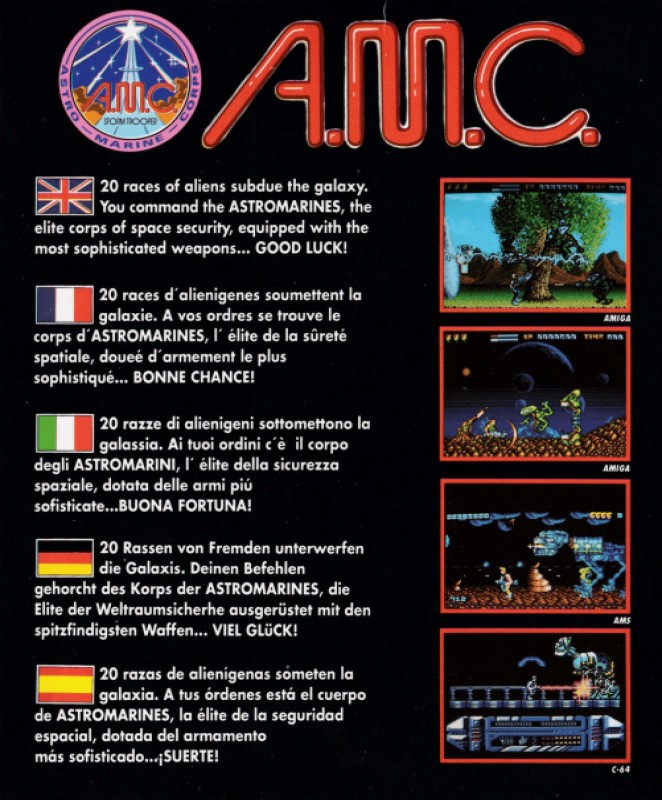 A.M.C.
STORM TROOPER
ASTRO — MARINE — CORPS
A.M.C.
20 races of aliens subdue the galaxy.
You command the ASTROMARINES, the
elite corps of space security, equipped with the
most sophisticated weapons... GOOD LUCK!
20 races d´alienigenes soumettent la
galaxie. A vos ordres se trouve le
corps d´ASTROMARINES, l´ élite de la sûreté
spatiale, doueé d´armement le plus
sophistiqué... BONNE CHANCE!
20 razze di alienigeni sottomettono la
galassia. Ai tuoi ordini c´è il corpo
degli ASTROMARINI, l´ élite della sicurezza
spaziale, dotata delle armi piú
sofisticate...BUONA FORTUNA!
20 Rassen von Fremden unterwerfen
die Galaxis. Deinen Befehlen
gehorcht des Korps der ASTROMARINES, die
Elite der Weltraumsicherhe ausgerüstet mit den
spitzfindigsten Waffen... VIEL GLüCK!
20 razas de alienígenas someten la
galaxia. A tus órdenes está el cuerpo
de ASTROMARINES, la élite de la seguridad
espacial, dotada del armamento
más sofisticado...¡SUERTE!
AMIGA
AMIGA
AMS
C-64